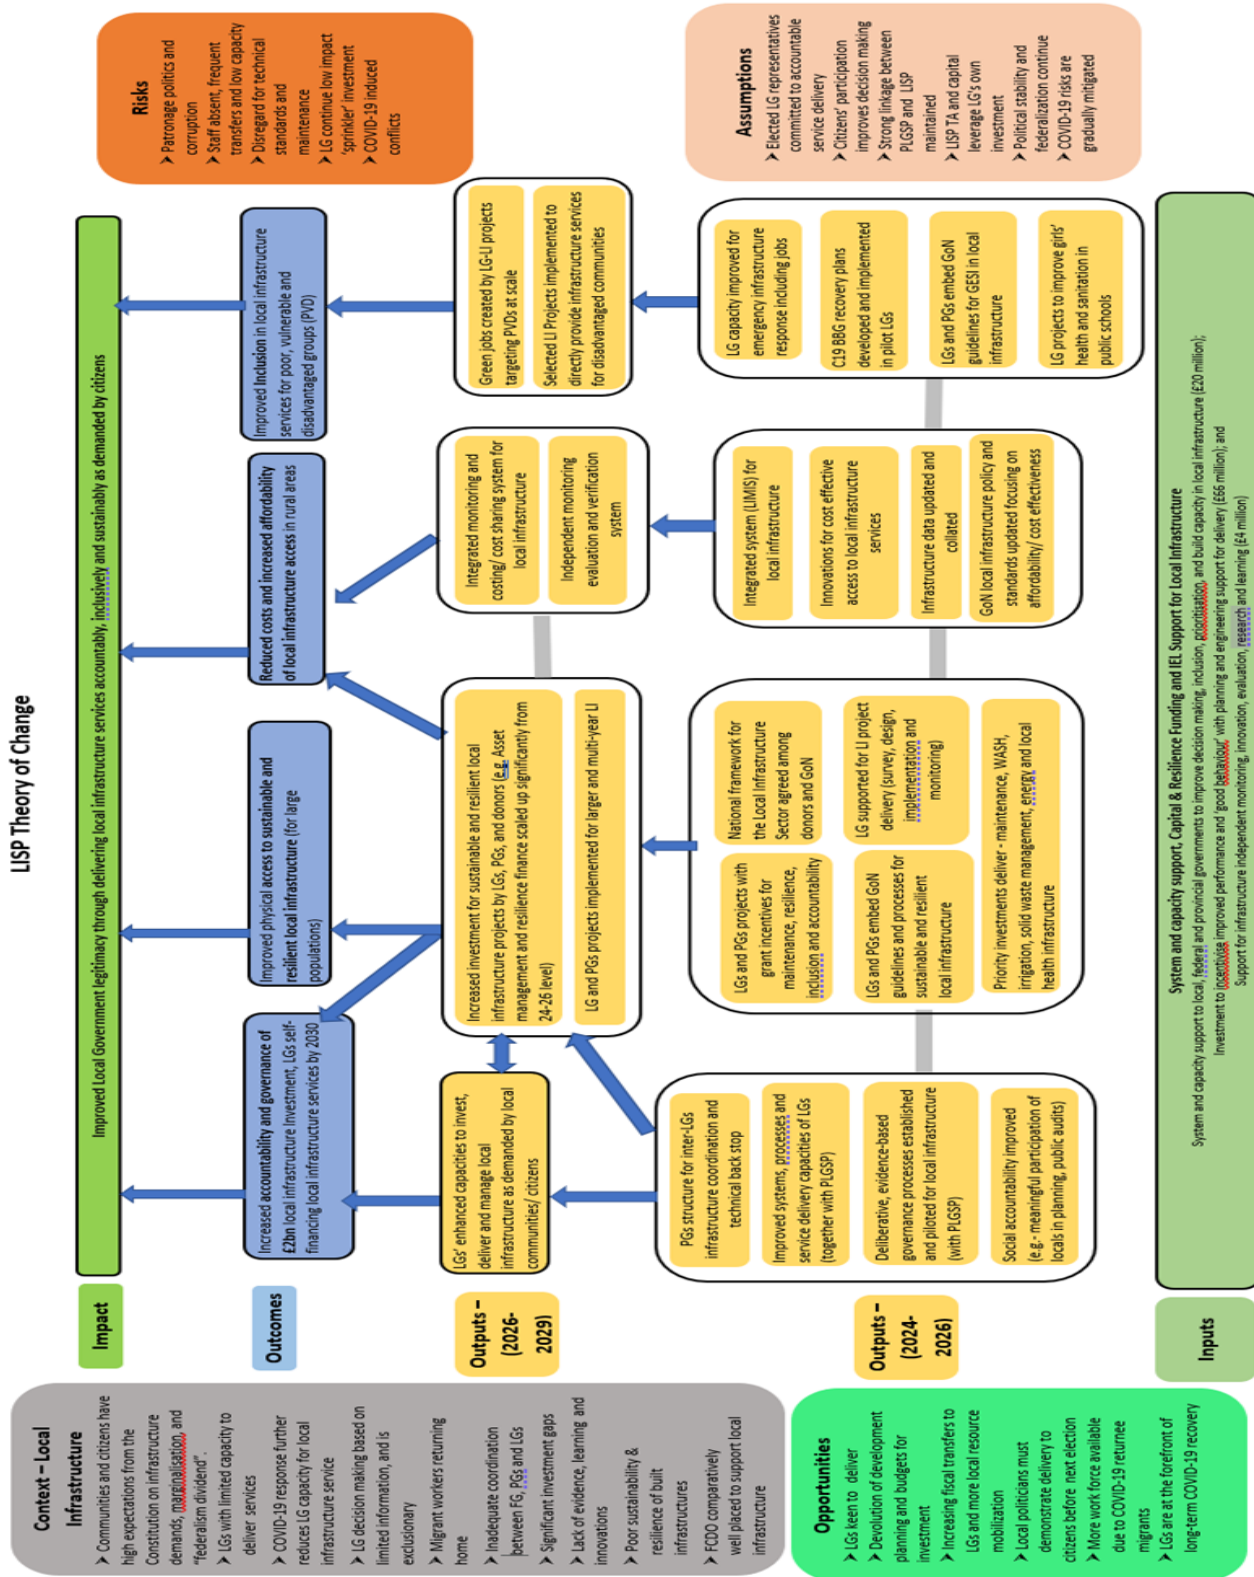 LISP Theory of Change
Context – Local
Infrastructure
➤ Communities and citizens have
high expectations from the
Constitution on infrastructure
demands, marginalisation, and
“federalism dividend”.
➤ LGs with limited capacity to
deliver services
➤ COVID-19 response further
reduces LG capacity for local
infrastructure service
➤ LG decision making based on
limited information, and is
exclusionary
➤ Migrant workers returning
home
➤ Inadequate coordination
between FG, PGs and LGs
➤ Significant investment gaps
➤ Lack of evidence, learning and
innovations
➤ Poor sustainability &
resilience of built
infrastructures
➤ FCDO comparatively
well placed to support local
infrastructure
Opportunities
➤ LGs keen to deliver
➤ Devolution of development
planning and budgets for
investment
➤ Increasing fiscal transfers to
LGs and more local resource
mobilization
➤ Local politicians must
demonstrate delivery to
citizens before next election
➤ More work force available
due to COVID-19 returnee
migrants
➤ LGs are at the forefront of
long-term COVID-19 recovery
Impact
Improved Local Government legitimacy through delivering local infrastructure services accountably, inclusively and sustainably as demanded by citizens
Outcomes
Increased accountability and governance of
£2bn local infrastructure Investment, LGs self-
financing local infrastructure services by 2030
Improved physical access to sustainable and
resilient local infrastructure (for large
populations)
Reduced costs and increased affordability
of local infrastructure access in rural areas
Improved Inclusion in local infrastructure
services for poor, vulnerable and
disadvantaged groups (PVD)
Outputs –
(2026-
2029)
LGs’ enhanced capacities to invest,
deliver and manage local
infrastructure as demanded by local
communities/ citizens
Increased investment for sustainable and resilient local
infrastructure projects by LGs, PGs, and donors (e.g. Asset
management and resilience finance scaled up significantly from
24-26 level)
LG and PGs projects implemented for larger and multi-year LI
Integrated monitoring and
costing/ cost sharing system for
local infrastructure
Independent monitoring
evaluation and verification
system
Green jobs created by LG-LI projects
targeting PVDs at scale
Selected LI Projects implemented to
directly provide infrastructure services
for disadvantaged communities
Outputs –
(2024-
2026)
PGs structure for inter-LGs
infrastructure coordination and
technical back stop
Improved systems, processes and
service delivery capacities of LGs
(together with PLGSP)
Deliberative, evidence-based
governance processes established
and piloted for local infrastructure
(with PLGSP)
Social accountability improved
(e.g.- meaningful participation of
locals in planning, public audits)
LGs and PGs projects with
grant incentives for
maintenance, resilience,
inclusion and accountability
National framework for
the Local Infrastructure
Sector agreed among
donors and GoN
LGs and PGs embed GoN
guidelines and processes for
sustainable and resilient
local infrastructure
LG supported for LI project
delivery (survey, design,
implementation and
monitoring)
Priority investments deliver - maintenance, WASH,
irrigation, solid waste management, energy and local
health infrastructure
Integrated system (LIMIS) for
local infrastructure
Innovations for cost effective
access to local infrastructure
services
Infrastructure data updated and
collated
GoN local infrastructure policy and
standards updated focusing on
affordability/ cost effectiveness
LG capacity improved for
emergency infrastructure
response including jobs
C19 BBG recovery plans
developed and implemented
in pilot LGs
LGs and PGs embed GoN
guidelines for GESI in local
infrastructure
LG projects to improve girls’
health and sanitation in
public schools
Inputs
System and capacity support, Capital & Resilience Funding and IEL Support for Local Infrastructure
System and capacity support to local, federal and provincial governments to improve decision making, inclusion, prioritisation, and build capacity in local infrastructure (£20 million);
Investment to incentivise improved performance and ‘good behaviour’ with planning and engineering support for delivery (£66 million); and
Support for infrastructure independent monitoring, innovation, evaluation, research and learning (£4 million)
Risks
➤ Patronage politics and
corruption
➤ Staff absent, frequent
transfers and low capacity
➤ Disregard for technical
standards and
maintenance
➤ LG continue low impact
‘sprinkler’ investment
➤ COVID-19 induced
conflicts
Assumptions
➤ Elected LG representatives
committed to accountable
service delivery
➤ Citizens’ participation
improves decision making
➤ Strong linkage between
PLGSP and LISP
maintained
➤ LISP TA and capital
leverage LG’s own
investment
➤ Political stability and
federalization continue
➤ COVID-19 risks are
gradually mitigated